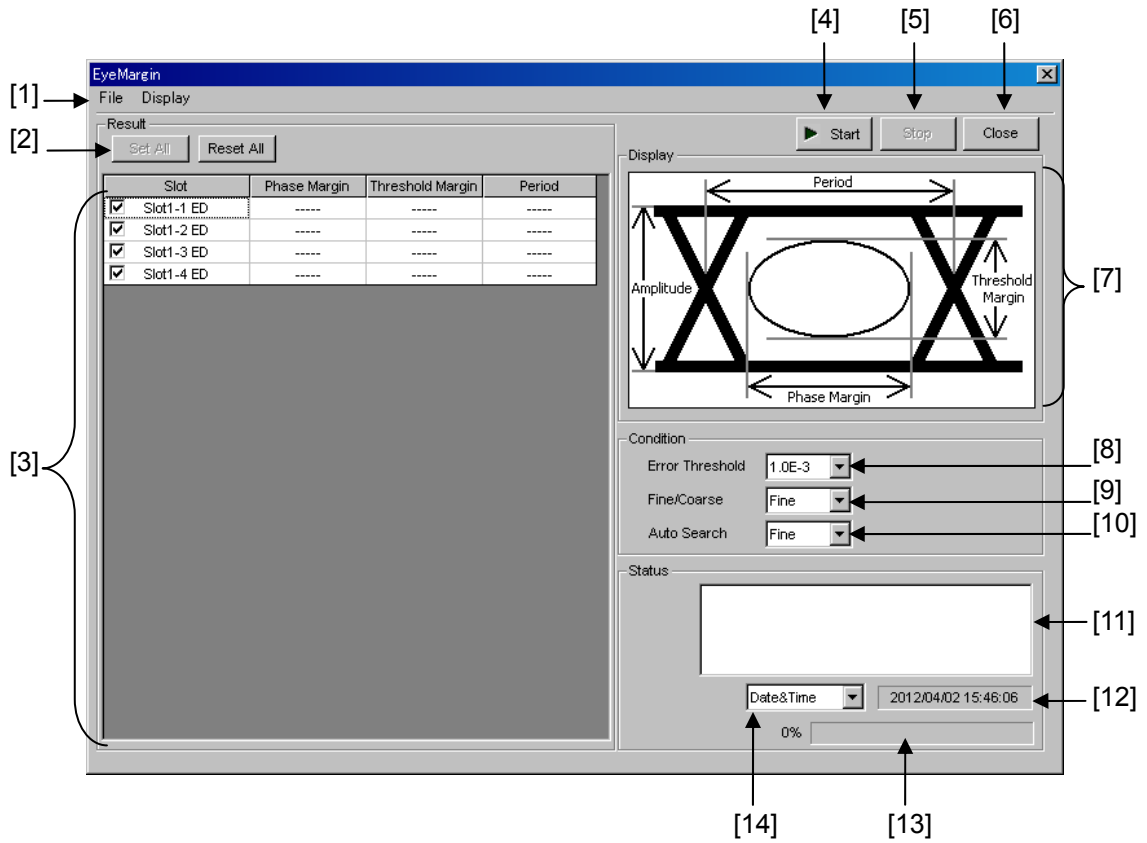 [4] [5] [6]
EyeMargin
[1] File Display
Result
[2] Set All Reset All
Start Stop Close
Display
Slot Phase Margin Threshold Margin Period
Slot1-1 ED ----- ----- -----
Slot1-2 ED ----- ----- -----
Slot1-3 ED ----- ----- -----
Slot1-4 ED ----- ----- -----
[3]
Period
Amplitude
Threshold
Margin
Phase Margin
[7]
Condition
Error Threshold 1.0E-3 [8]
Fine/Coarse Fine [9]
Auto Search Fine [10]
Status
[11]
Date&Time 2012/04/02 15:46:06 [12]
0%
[14] [13]